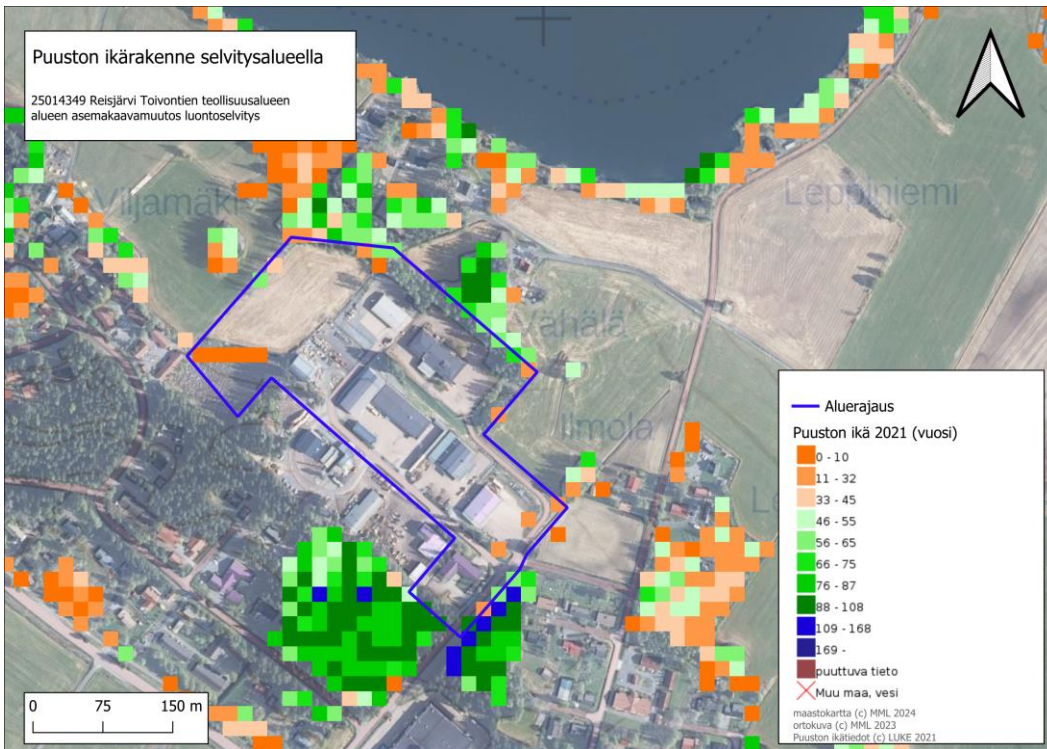 Puuston ikärakenne selvitysalueella
25014349 Reisjärvi Toivontien teollisuusalueen
alueen asemakaavamuutos luontoselvitys
Viljamäki
Leppiniemi
Vähälä
Ilmola
Aluerajaus
Puuston ikä 2021 (vuosi)
0 - 10
11 - 32
33 - 45
46 - 55
56 - 65
66 - 75
76 - 87
88 - 108
109 - 168
169 -
puuttuva tieto
Muu maa, vesi
maastokartta (c) MML 2024
ortokuva (c) MML 2023
Puuston ikätiedot (c) LUKE 2021
0 75 150 m